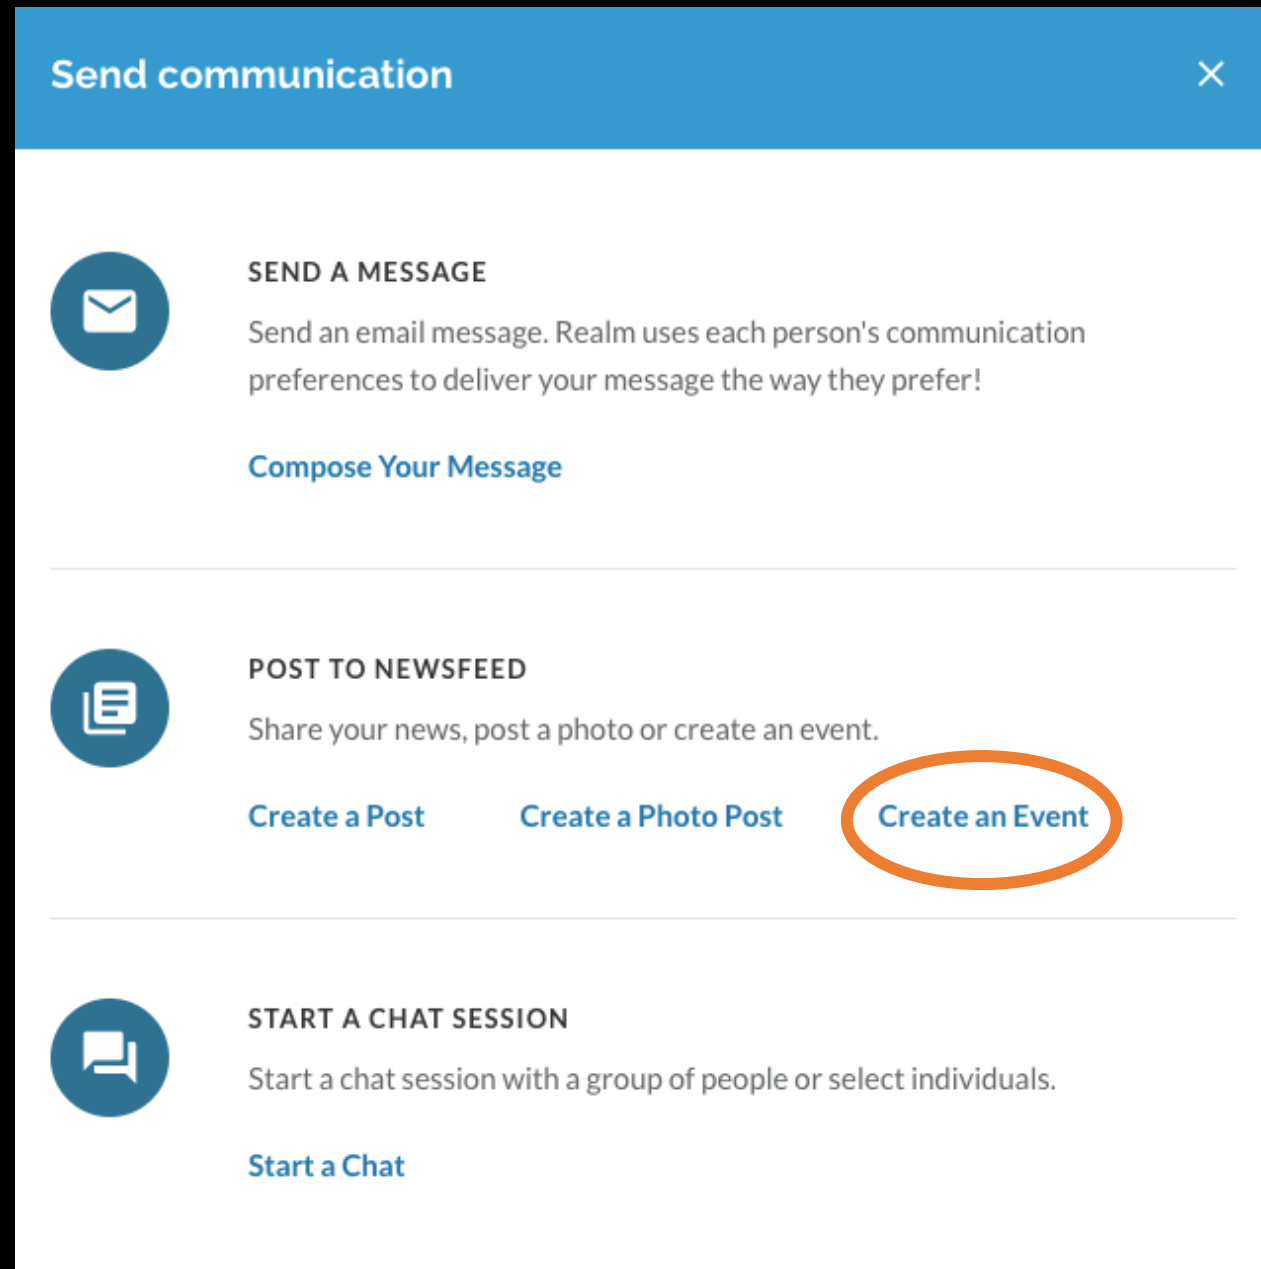 Send communication
SEND A MESSAGE
Send an email message. Realm uses each person's communication
preferences to deliver your message the way they prefer!
Compose Your Message
POST TO NEWSFEED
Share your news, post a photo or create an event.
Create a Post Create a Photo Post Create an Event
START A CHAT SESSION
Start a chat session with a group of people or select individuals.
Start a Chat